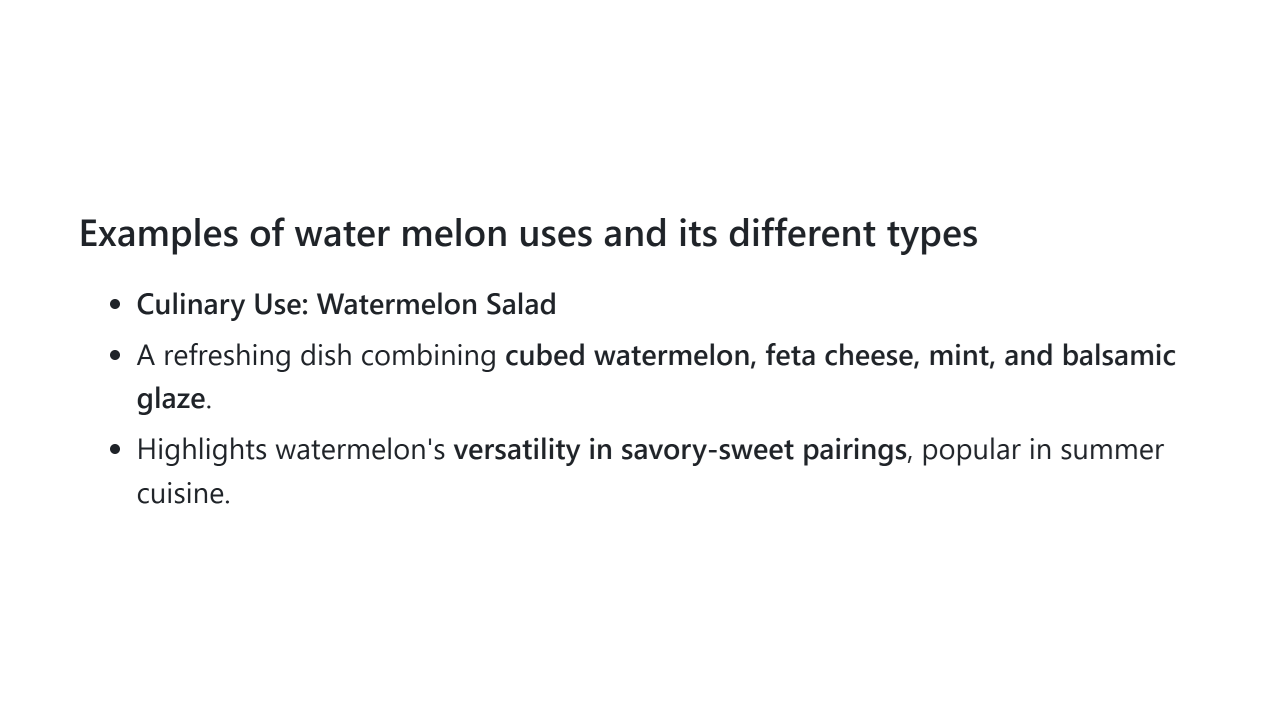 Examples of water melon uses and its different types
Culinary Use: Watermelon Salad
A refreshing dish combining cubed watermelon, feta cheese, mint, and balsamic
glaze.
Highlights watermelon's versatility in savory-sweet pairings, popular in summer
cuisine.